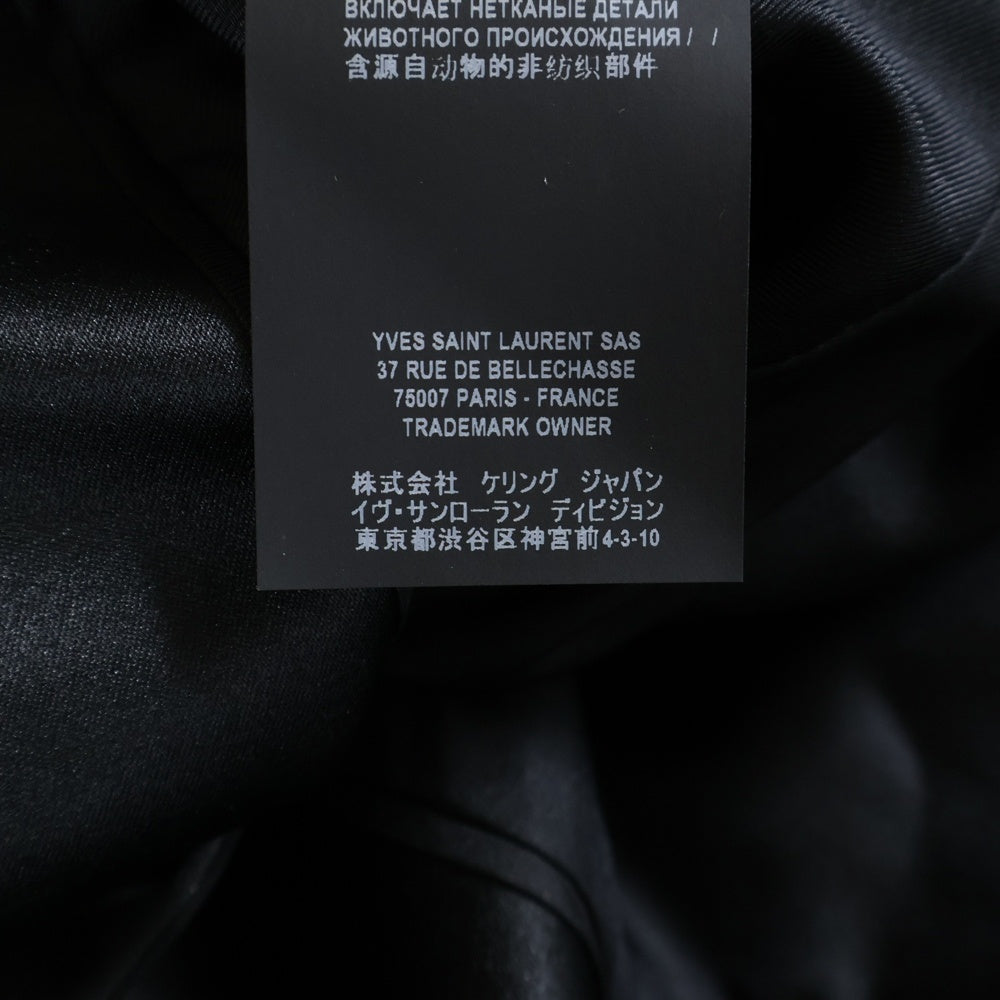 ВКЛЮЧАЕТ НЕТКАНЫЕ ДЕТАЛИ
ЖИВОТНОГО ПРОИСХОЖДЕНИЯ / /
含源自动物的非纺织部件
YVES SAINT LAURENT SAS
37 RUE DE BELLECHASSE
75007 PARIS - FRANCE
TRADEMARK OWNER
株式会社 ケリング ジャパン
イヴ・サンローラン ディビジョン
東京都渋谷区神宮前4-3-10